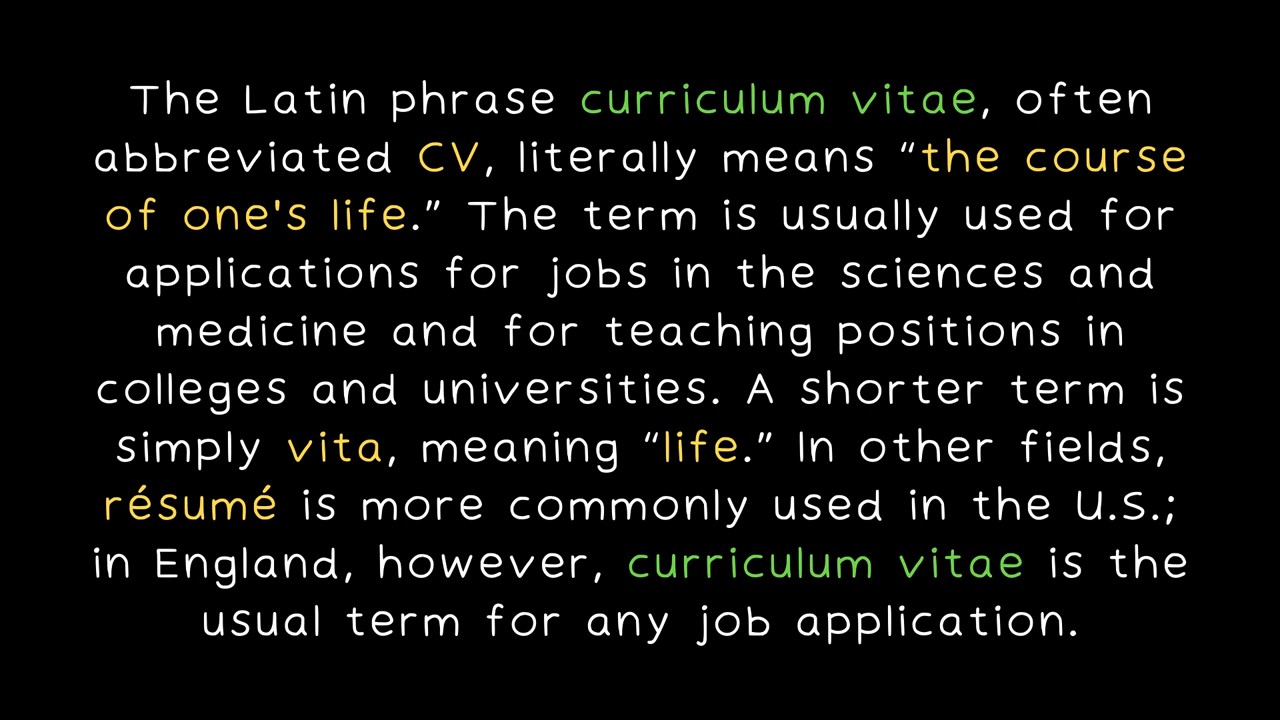 The Latin phrase curriculum vitae, often
abbreviated CV, literally means “the course
of one's life.” The term is usually used for
applications for jobs in the sciences and
medicine and for teaching positions in
colleges and universities. A shorter term is
simply vita, meaning “life.” In other fields,
résumé is more commonly used in the U.S.;
in England, however, curriculum vitae is the
usual term for any job application.